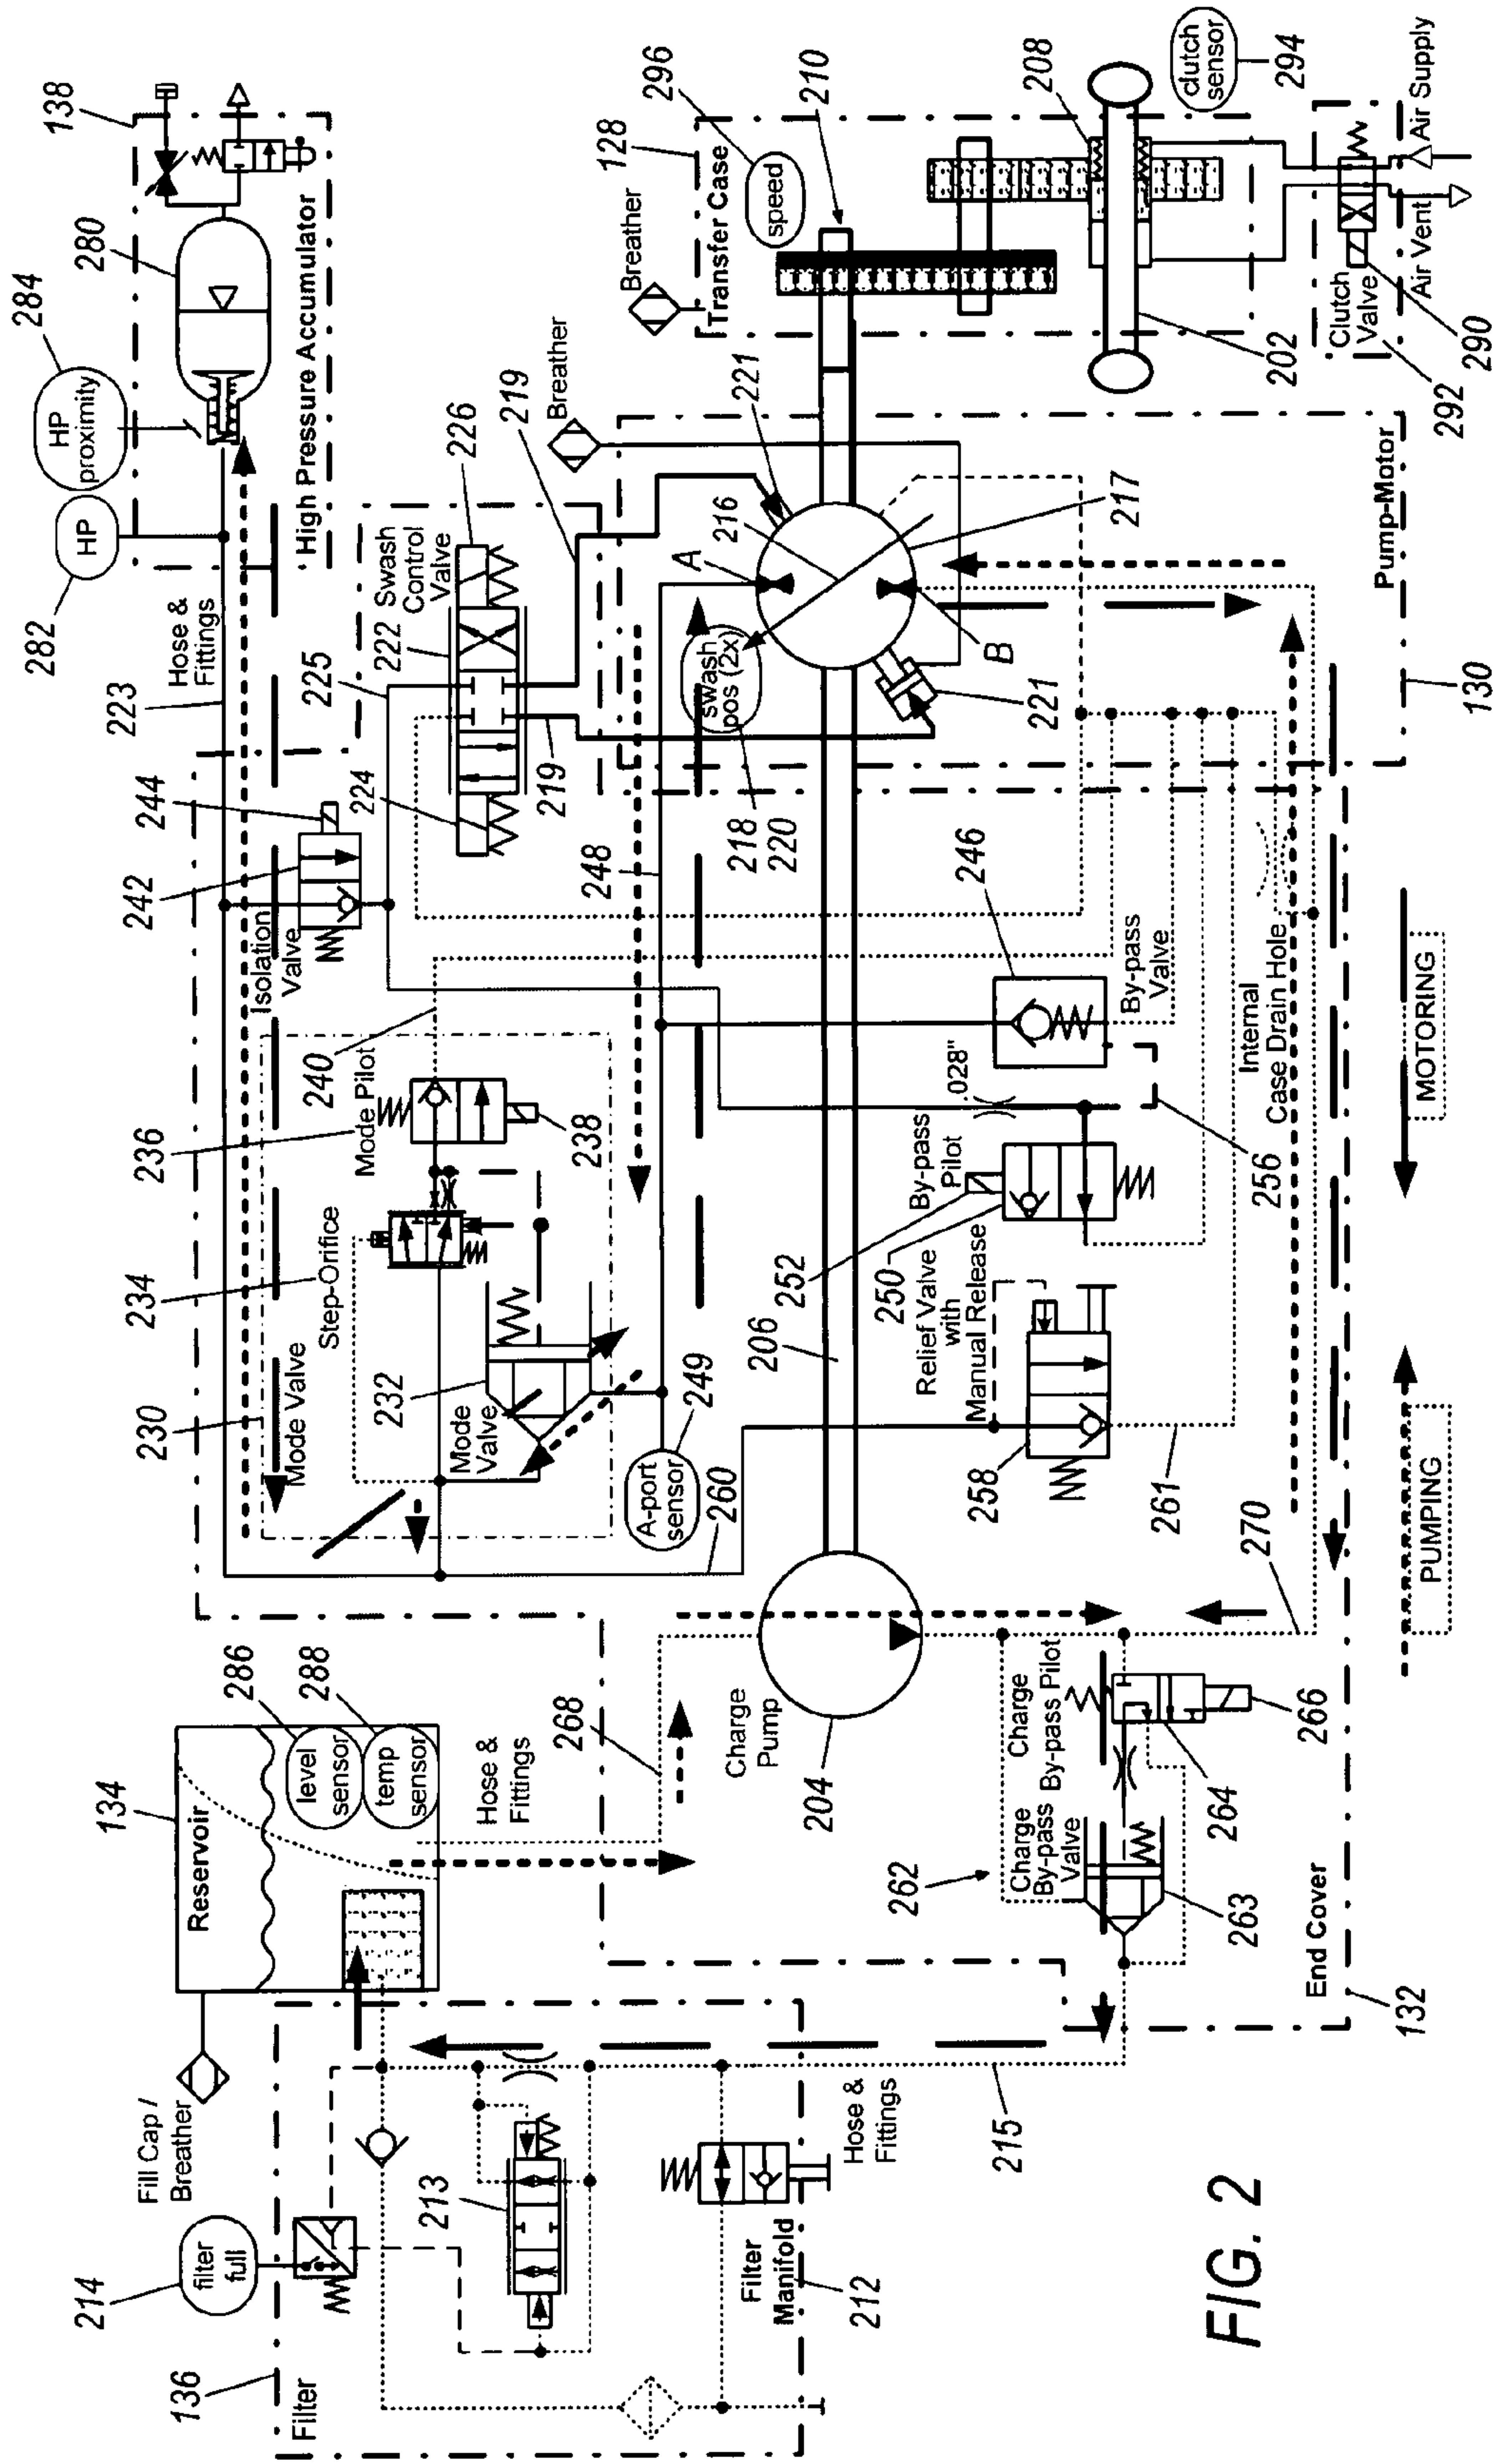 138
280
284
HP
proximity
High Pressure Accumulator
282
HP
Hose &
Fittings
223
225
222
Swash
Control
Valve
226
219
224
219
Breather
221
A
216
217
swash
pos (2x)
218
220
221
B
Pump-Motor
130
Breather
128
Transfer Case
296
speed
210
208
clutch
sensor
294
202
Clutch
Valve
Air Vent
Air Supply
290
292
244
242
Isolation
Valve
240
248
236
Mode Pilot
238
234
Step-Orifice
230
Mode Valve
232
Mode
Valve
A-port
sensor
249
260
206
246
By-pass
Valve
.028"
By-pass
Pilot
252
250
256
Relief Valve
with
Manual Release
258
261
Internal
Case Drain Hole
270
MOTORING
PUMPING
286
288
134
Reservoir
level
sensor
temp
sensor
Hose &
Fittings
268
Charge
Pump
204
Charge
By-pass Pilot
266
264
Charge
By-pass
Valve
262
263
End Cover
132
Fill Cap /
Breather
214
filter
full
213
Hose &
Fittings
215
Filter
Manifold
212
136
Filter
FIG. 2